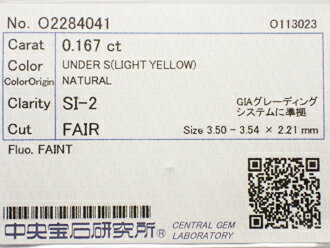 No. O2284041 O113023
Carat 0.167 ct
Color UNDER S(LIGHT YELLOW)
ColorOrigin NATURAL
Clarity SI-2 GIAグレーディング
システムに準拠
Cut FAIR Size 3.50 - 3.54 × 2.21 mm
Fluo. FAINT
中央宝石研究所® CENTRAL GEM
LABORATORY